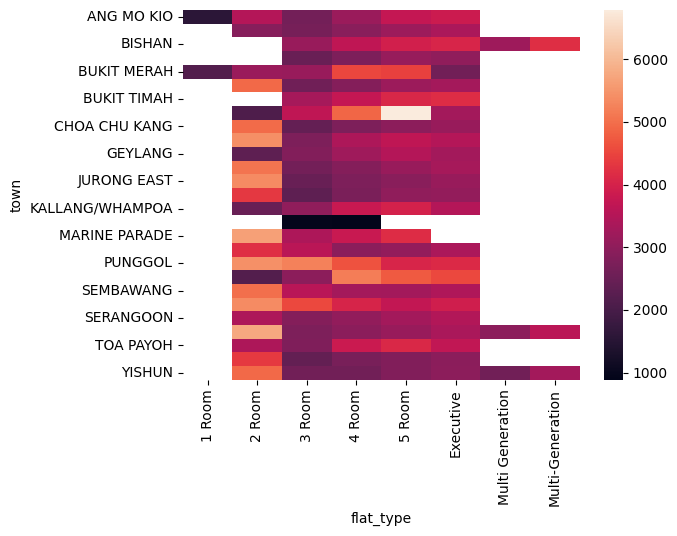 ANG MO KIO
BISHAN
BUKIT MERAH
BUKIT TIMAH
CHOA CHU KANG
GEYLANG
JURONG EAST
KALLANG/WHAMPOA
MARINE PARADE
PUNGGOL
SEMBAWANG
SERANGOON
TOA PAYOH
YISHUN
town
1 Room
2 Room
3 Room
4 Room
5 Room
Executive
Multi Generation
Multi-Generation
flat_type
6000
5000
4000
3000
2000
1000